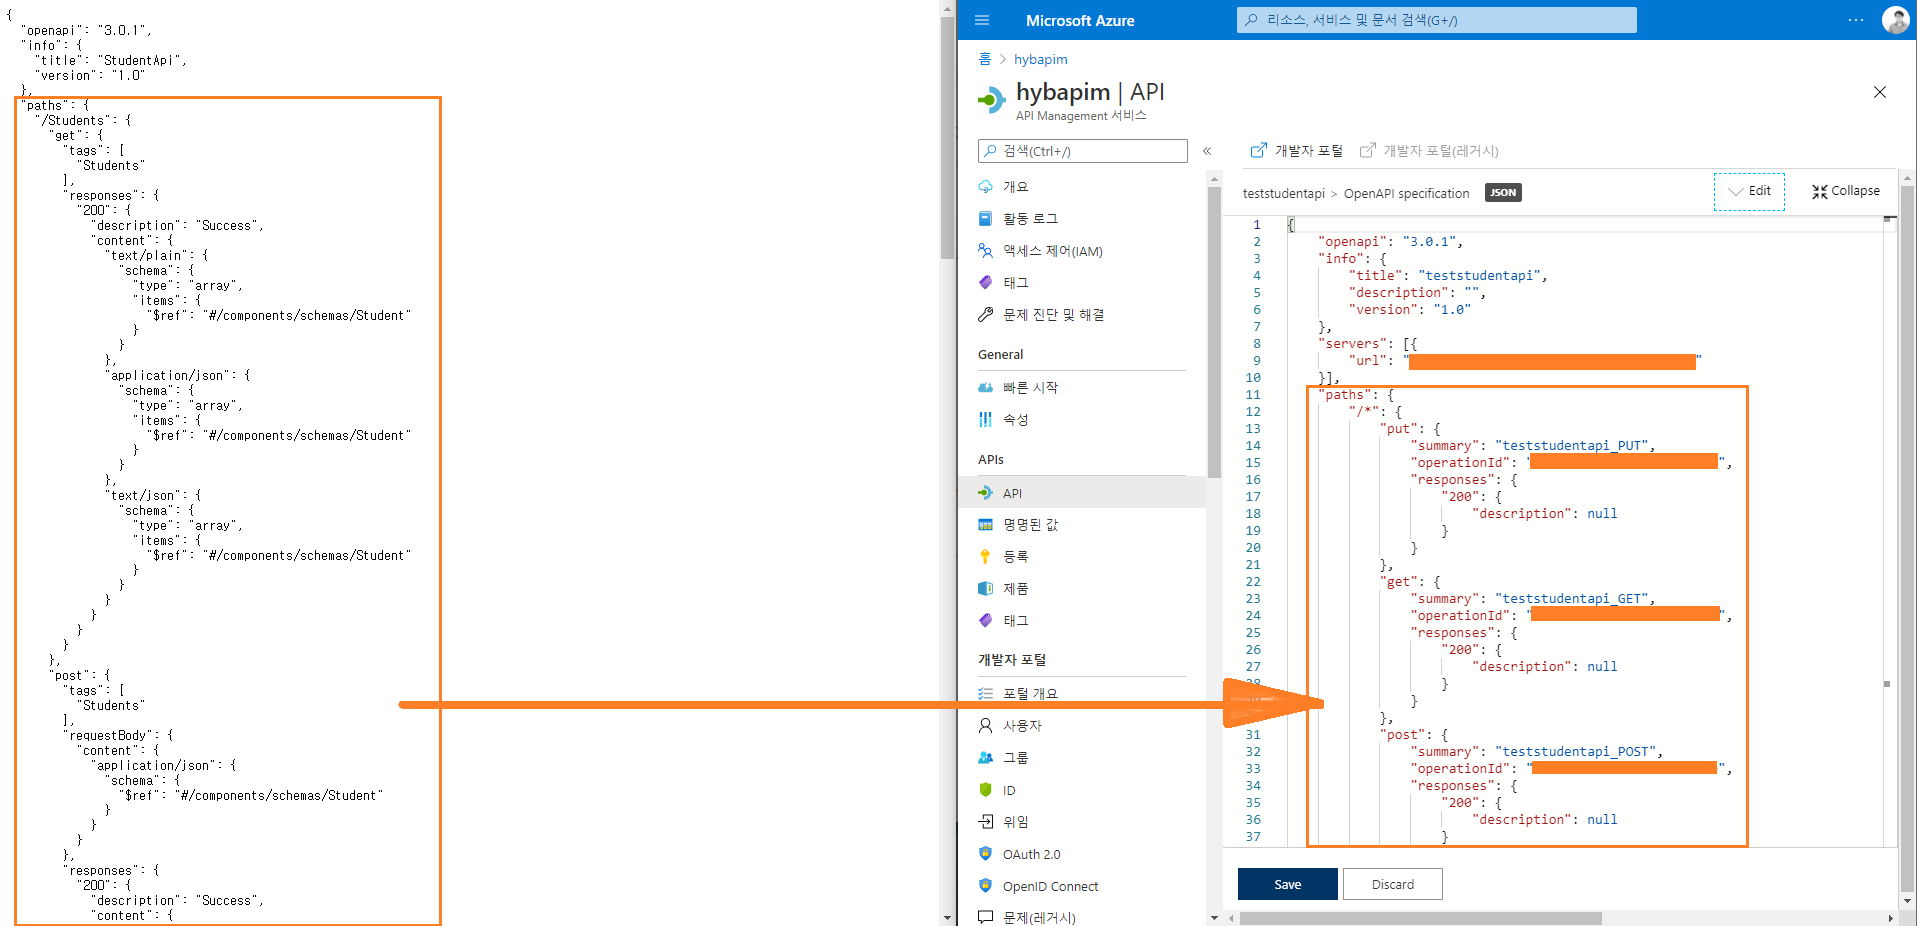 {
"openapi": "3.0.1",
"info": {
"title": "StudentApi",
"version": "1.0"
},
"paths": {
"/Students": {
"get": {
"tags": [
"Students"
],
"responses": {
"200": {
"description": "Success",
"content": {
"text/plain": {
"schema": {
"type": "array",
"items": {
"$ref": "#/components/schemas/Student"
}
}
},
"application/json": {
"schema": {
"type": "array",
"items": {
"$ref": "#/components/schemas/Student"
}
}
},
"text/json": {
"schema": {
"type": "array",
"items": {
"$ref": "#/components/schemas/Student"
}
}
}
}
}
}
},
"post": {
"tags": [
"Students"
],
"requestBody": {
"content": {
"application/json": {
"schema": {
"$ref": "#/components/schemas/Student"
}
}
}
},
"responses": {
"200": {
"description": "Success",
"content": {
Microsoft Azure
리소스, 서비스 및 문서 검색(G+/)
홈 > hybapim
hybapim | API
API Management 서비스
검색(Ctrl+/)
«
개요
활동 로그
액세스 제어(IAM)
태그
문제 진단 및 해결
General
빠른 시작
속성
APIs
API
명명된 값
등록
제품
태그
개발자 포털
포털 개요
사용자
그룹
ID
위임
OAuth 2.0
OpenID Connect
문제(레거시)
개발자 포털
개발자 포털(레거시)
teststudentapi > OpenAPI specification JSON
Edit
Collapse
1 {
2 "openapi": "3.0.1",
3 "info": {
4 "title": "teststudentapi",
5 "description": "",
6 "version": "1.0"
7 },
8 "servers": [{
9 "url": " "
10 }],
11 "paths": {
12 "/*": {
13 "put": {
14 "summary": "teststudentapi_PUT",
15 "operationId": " ",
16 "responses": {
17 "200": {
18 "description": null
19 }
20 }
21 },
22 "get": {
23 "summary": "teststudentapi_GET",
24 "operationId": " ",
25 "responses": {
26 "200": {
27 "description": null
28 }
}
},
31 "post": {
32 "summary": "teststudentapi_POST",
33 "operationId": " ",
34 "responses": {
35 "200": {
36 "description": null
37 }
Save
Discard